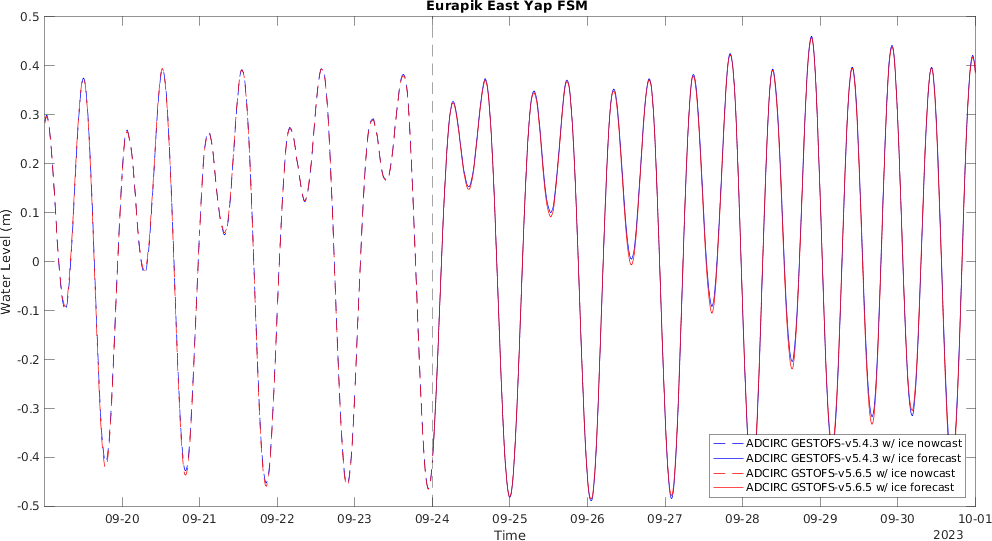 Eurapik East Yap FSM
0.5
0.4
0.3
0.2
0.1
0
-0.1
-0.2
-0.3
-0.4
-0.5
Water Level (m)
ADCIRC GESTOFS-v5.4.3 w/ ice nowcast
ADCIRC GESTOFS-v5.4.3 w/ ice forecast
ADCIRC GSTOFS-v5.6.5 w/ ice nowcast
ADCIRC GSTOFS-v5.6.5 w/ ice forecast
09-20 09-21 09-22 09-23 09-24 09-25 09-26 09-27 09-28 09-29 09-30 10-01
Time
2023